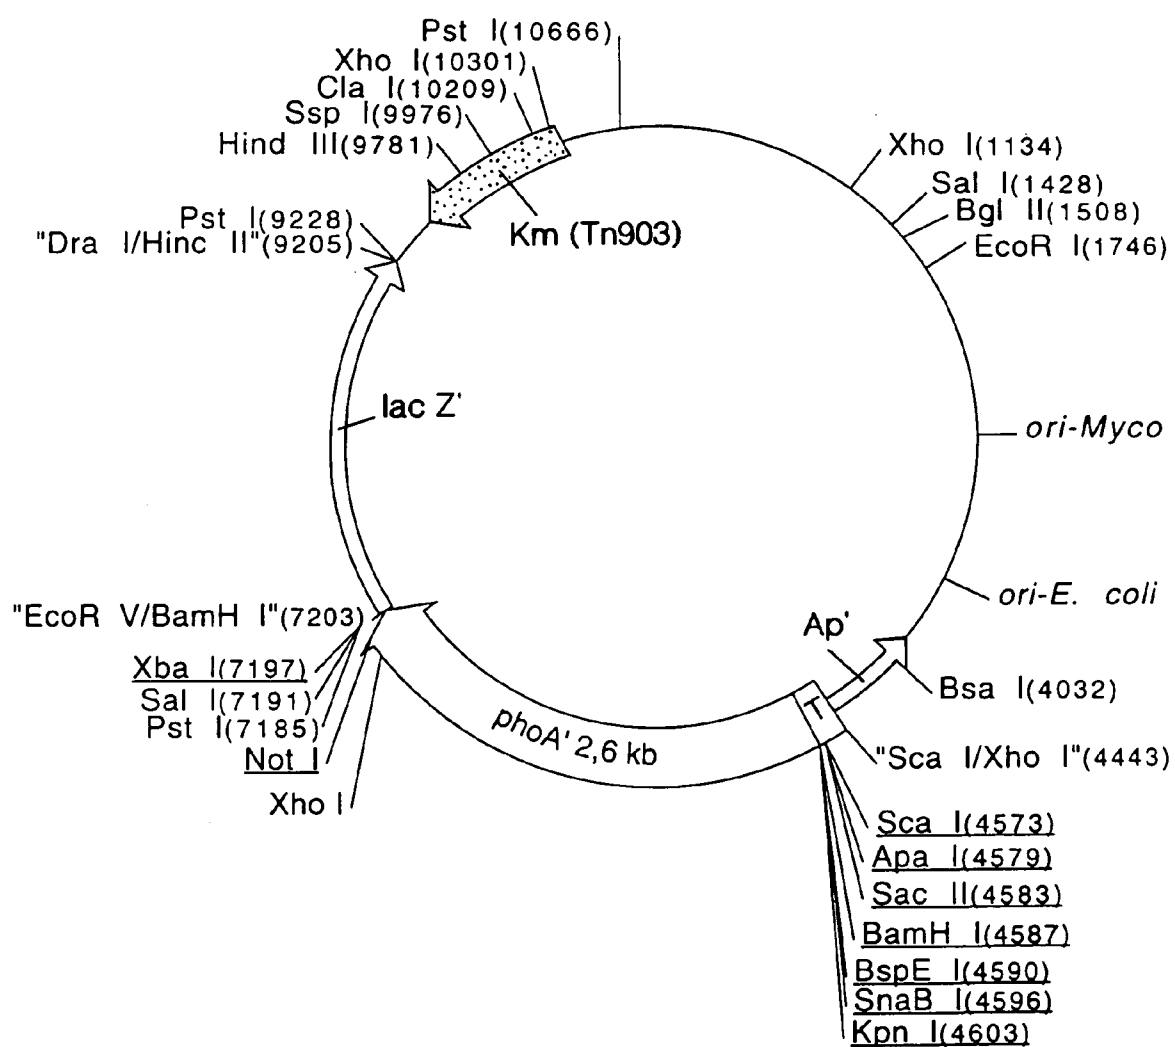 Pst I(10666)
Xho I(10301)
Cla I(10209)
Ssp I(9976)
Hind III(9781)
Pst I(9228)
"Dra I/Hinc II"(9205)
Km (Tn903)
Xho I(1134)
Sal I(1428)
Bgl II(1508)
EcoR I(1746)
lac Z'
ori-Myco
ori-E. coli
Ap'
Bsa I(4032)
T
"Sca I/Xho I"(4443)
"EcoR V/BamH I"(7203)
Xba I(7197)
Sal I(7191)
Pst I(7185)
Not I
Xho I
phoA' 2,6 kb
Sca I(4573)
Apa I(4579)
Sac II(4583)
BamH I(4587)
BspE I(4590)
SnaB I(4596)
Kpn I(4603)